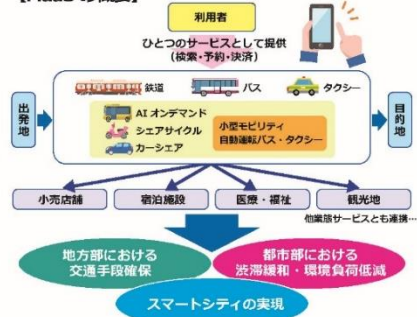 【MaaSの概要】
利用者
ひとつのサービスとして提供
(検索・予約・決済)
鉄道
バス
タクシー
出発地
AIオンデマンド
シェアサイクル
カーシェア
小型モビリティ
自動運転バス・タクシー
目的地
小売店舗
宿泊施設
医療・福祉
観光地
他業態サービスとも連携…
地方部における
交通手段確保
都市部における
渋滞緩和・環境負荷低減
スマートシティの実現